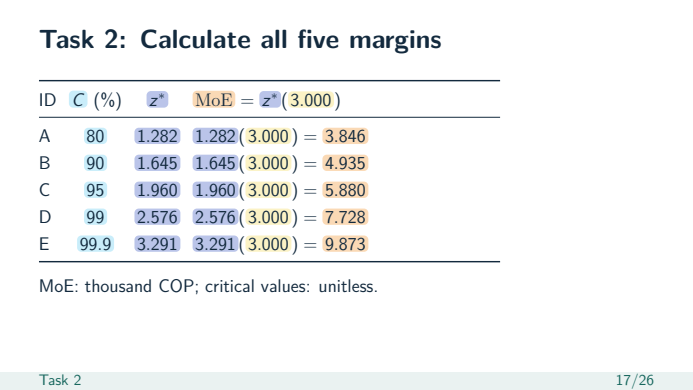 Task 2: Calculate all five margins
ID C (%) z* MoE = z*(3.000)
A 80 1.282 1.282(3.000) = 3.846
B 90 1.645 1.645(3.000) = 4.935
C 95 1.960 1.960(3.000) = 5.880
D 99 2.576 2.576(3.000) = 7.728
E 99.9 3.291 3.291(3.000) = 9.873
MoE: thousand COP; critical values: unitless.
Task 2 17/26